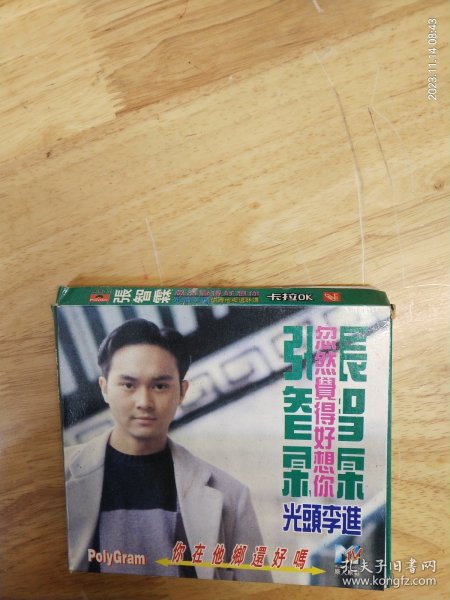 2023.11.14 08:43
張智霖
卡拉OK
張智霖
忽然覺得好想你
光頭李進
PolyGram
你在他鄉還好嗎
孔夫子旧书网
www.kongfz.com